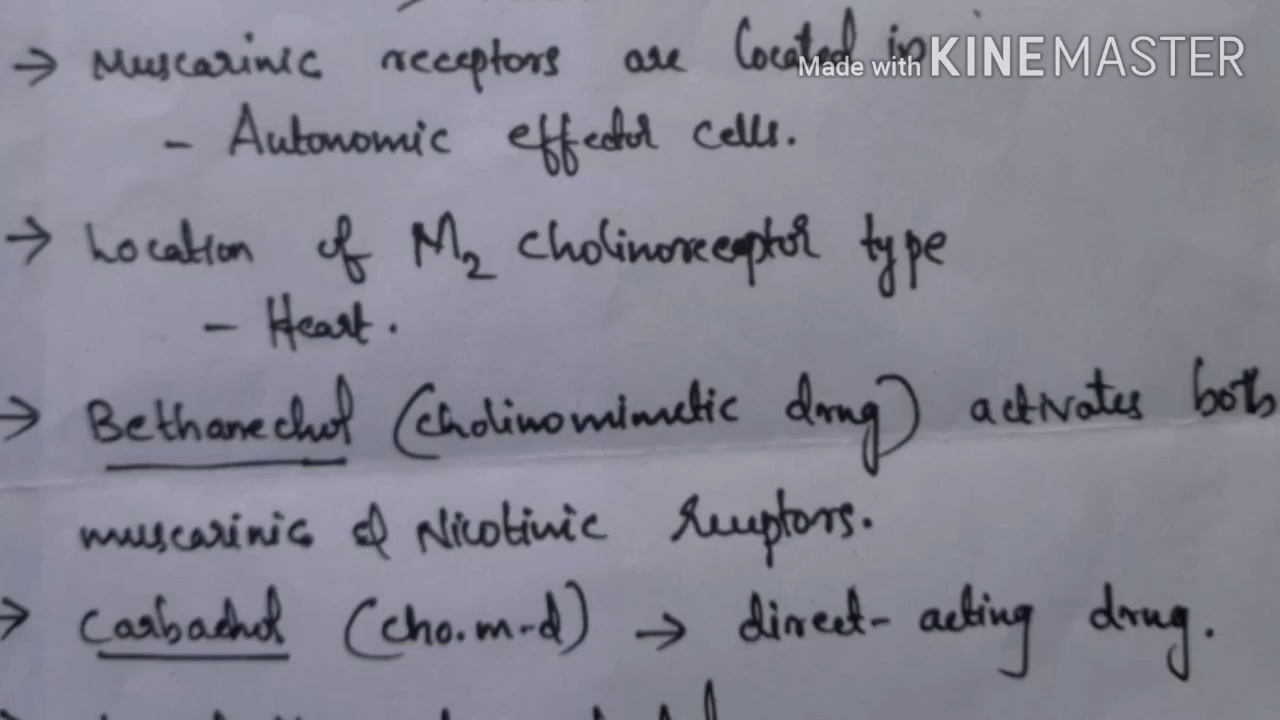 → Muscarinic receptors are located in
Made with KINEMASTER
- Autonomic effector cells.
→ Location of M2 cholinoreceptor type
- Heart.
→ Bethanechol (cholinomimetic drug) activates both
muscarinic & Nicotinic receptors.
→ Carbachol (cho.m-d) → direct-acting drug.